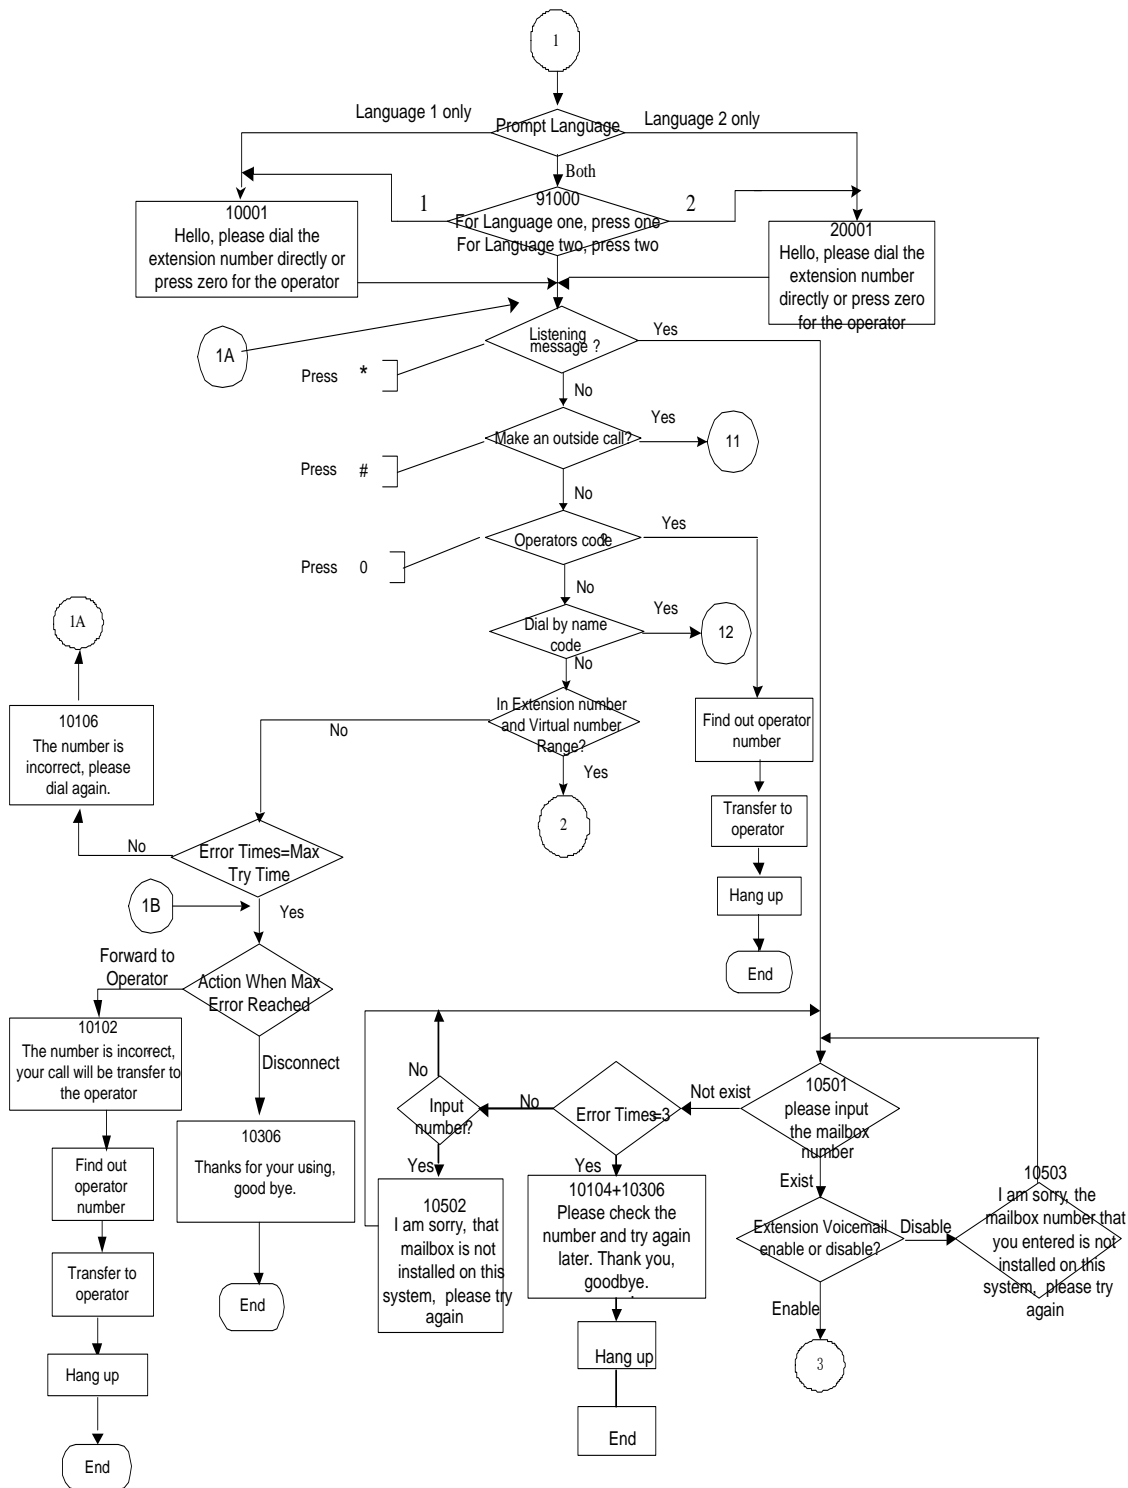 1
Language 1 only
Prompt Language
Language 2 only
Both
1
91000
For Language one, press one
For Language two, press two
2
10001
Hello, please dial the
extension number directly or
press zero for the operator
20001
Hello, please dial the
extension number
directly or press zero
for the operator
1A
Listening
message ?
Yes
Press *
No
Make an outside call?
Yes
11
Press #
No
Operators code?
Yes
Press 0
No
Dial by name
code
Yes
12
No
1A
In Extension number
and Virtual number
Range?
No
Yes
2
Find out operator
number
Transfer to
operator
Hang up
End
10106
The number is
incorrect, please
dial again.
No
Error Times=Max
Try Time
1B
Yes
Forward to
Operator
Action When Max
Error Reached
Disconnect
10102
The number is incorrect,
your call will be transfer to
the operator
Find out
operator
number
Transfer to
operator
Hang up
End
10306
Thanks for your using,
good bye.
End
No
Input
number?
No
Error Times=3
Not exist
10501
please input
the mailbox
number
Yes
10502
I am sorry, that
mailbox is not
installed on this
system, please try
again
Yes
10104+10306
Please check the
number and try again
later. Thank you,
goodbye.
Hang up
End
Exist
Extension Voicemail
enable or disable?
Disable
10503
I am sorry, the
mailbox number that
you entered is not
installed on this
system, please try
again
Enable
3